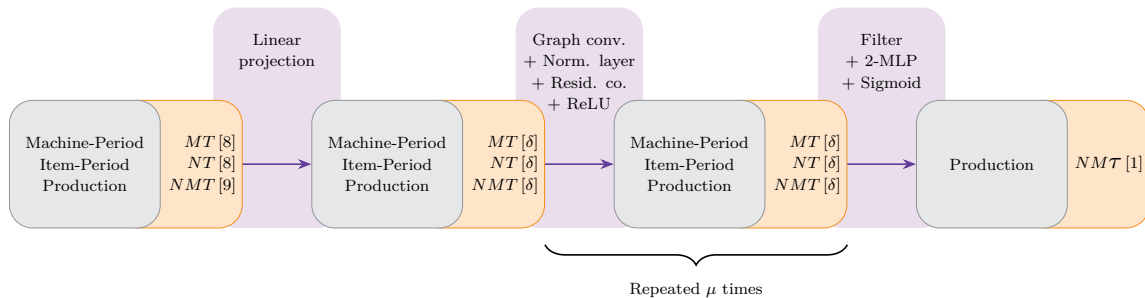 Linear
projection
Graph conv.
+ Norm. layer
+ Resid. co.
+ ReLU
Filter
+ 2-MLP
+ Sigmoid
Machine-Period
Item-Period
Production
MT [8]
NT [8]
NMT [9]
Machine-Period
Item-Period
Production
MT [δ]
NT [δ]
NMT [δ]
Machine-Period
Item-Period
Production
MT [δ]
NT [δ]
NMT [δ]
Production
NMτ [1]
Repeated μ times